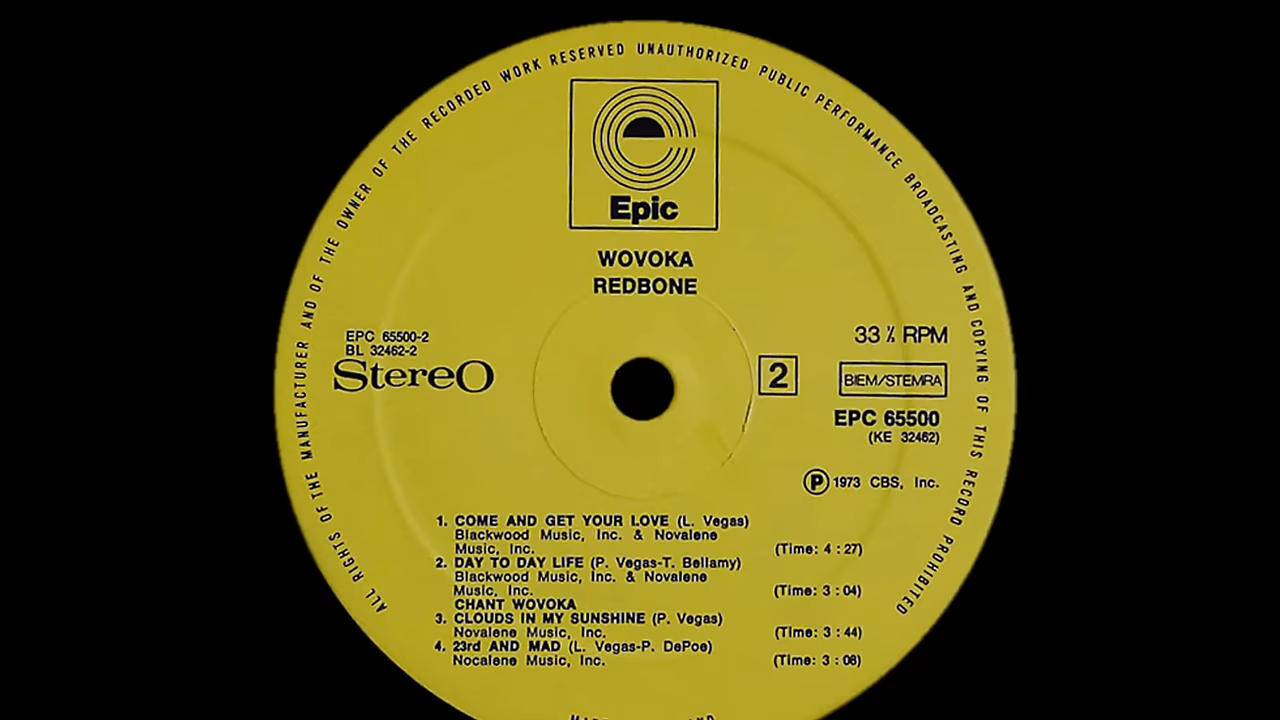 ALL RIGHTS OF THE MANUFACTURER AND OF THE OWNER OF THE RECORDED WORK RESERVED UNAUTHORIZED PUBLIC PERFORMANCE BROADCASTING AND COPYING OF THIS RECORD PROHIBITED
Epic
WOVOKA
REDBONE
EPC 65500-2
BL 32462-2
Stereo
2
33 ⅓ RPM
BIEM/STEMRA
EPC 65500
(KE 32462)
Ⓟ 1973 CBS, Inc.
1. COME AND GET YOUR LOVE (L. Vegas)
Blackwood Music, Inc. & Novalene
Music, Inc. (Time: 4 : 27)
2. DAY TO DAY LIFE (P. Vegas-T. Bellamy)
Blackwood Music, Inc. & Novalene
Music, Inc. (Time: 3 : 04)
CHANT WOVOKA
3. CLOUDS IN MY SUNSHINE (P. Vegas)
Novalene Music, Inc. (Time: 3 : 44)
4. 23rd AND MAD (L. Vegas-P. DePoe)
Nocalene Music, Inc. (Time: 3 : 08)